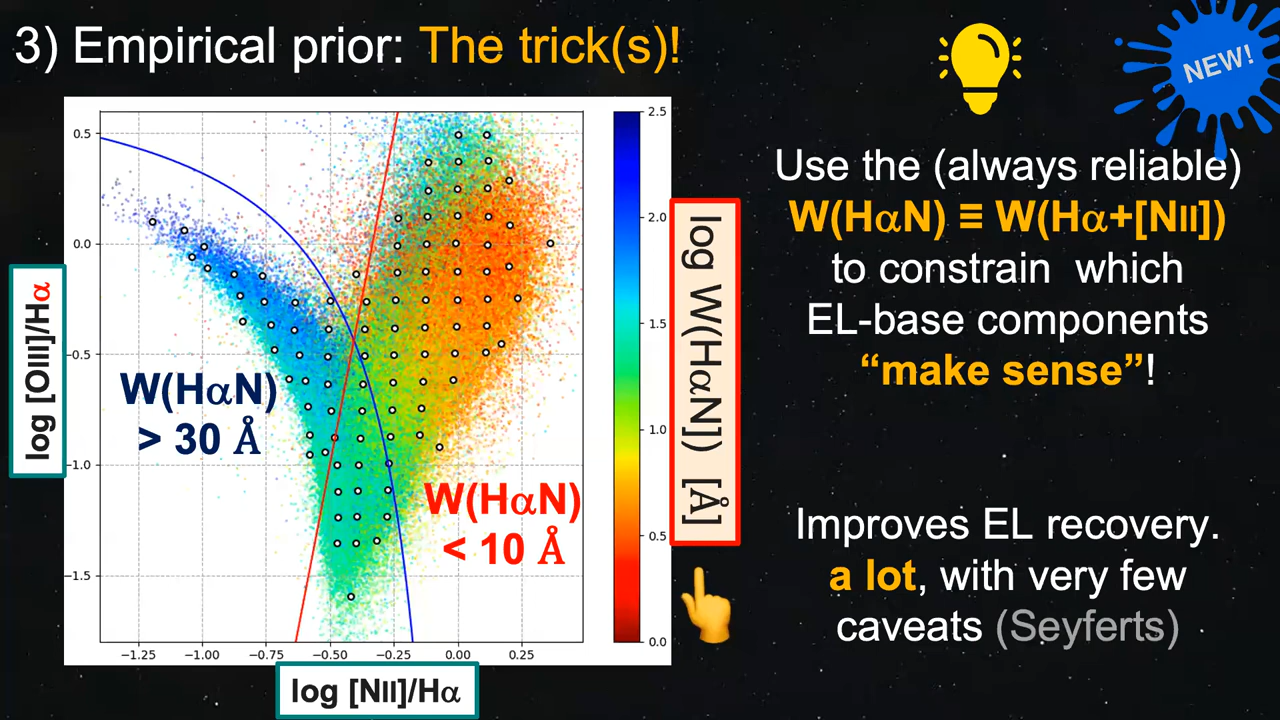 3) Empirical prior: The trick(s)!
NEW!
Use the (always reliable)
W(HαN) ≡ W(Hα+[NII])
to constrain which
EL-base components
“make sense”!
Improves EL recovery.
a lot, with very few
caveats (Seyferts)
log [OIII]/Hα
0.5
0.0
−0.5
−1.0
−1.5
W(HαN)
> 30 Å
W(HαN)
< 10 Å
−1.25
−1.00
−0.75
−0.50
−0.25
0.00
0.25
log [NII]/Hα
2.5
2.0
1.5
1.0
0.5
0.0
log W(HαN]) [Å]